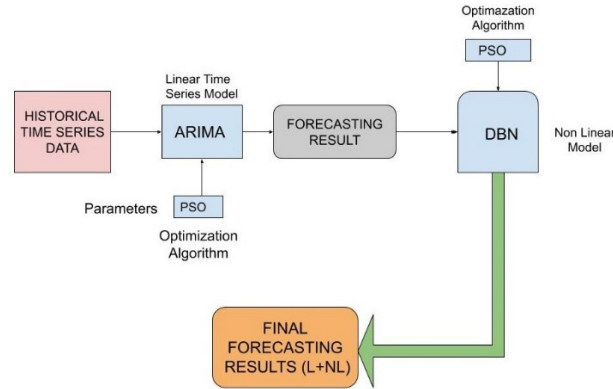 Optimazation
Algorithm
PSO
Linear Time
Series Model
HISTORICAL
TIME SERIES
DATA
ARIMA
FORECASTING
RESULT
DBN
Non Linear
Model
Parameters
PSO
Optimization
Algorithm
FINAL
FORECASTING
RESULTS (L+NL)